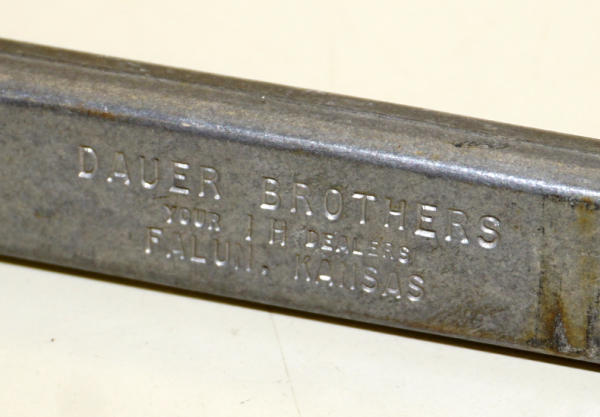 DAUER BROTHERS
YOUR IH DEALERS
FALUN, KANSAS